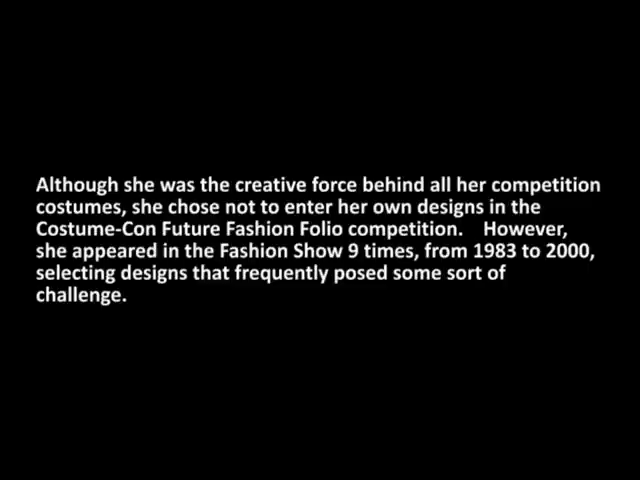 Although she was the creative force behind all her competition
costumes, she chose not to enter her own designs in the
Costume-Con Future Fashion Folio competition.    However,
she appeared in the Fashion Show 9 times, from 1983 to 2000,
selecting designs that frequently posed some sort of
challenge.